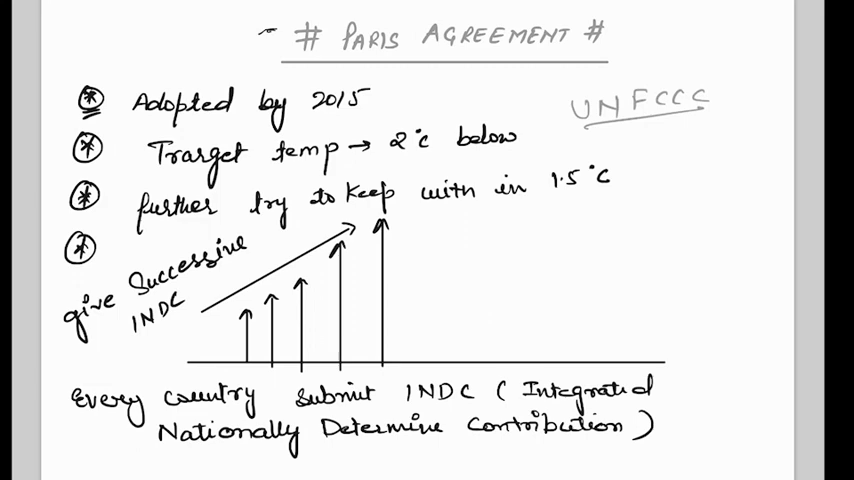 # PARIS AGREEMENT #
UNFCCC
* Adopted by 2015
* Trarget temp → 2°c below
* further try to keep with in 1.5°C
*
give Successive
INDC
Every country submit INDC ( Integrated
Nationally Determine Contribution )